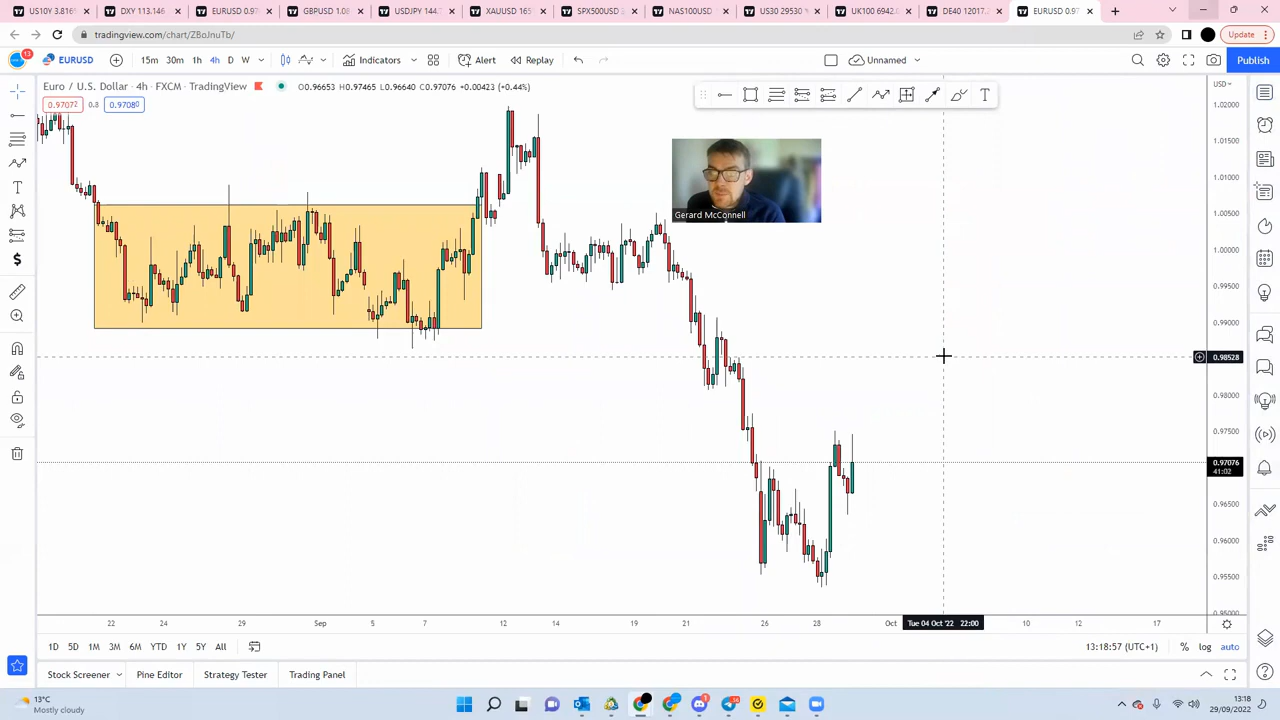 US10Y 3.816
DXY 113.146
EURUSD 0.97
GBPUSD 1.08
USDJPY 144.7
XAUUSD 165
SPX500USD
NAS100USD
US30 29530
UK100 6942.
DE40 12012
EURUSD 0.97
tradingview.com/chart/ZBoJnuTb/
Update
13
EURUSD
15m 30m 1h 4h D W
Indicators
Alert
Replay
Unnamed
Publish
Euro / U.S. Dollar · 4h · FXCM · TradingView
O0.96653 H0.97465 L0.96640 C0.97076 +0.00423 (+0.44%)
0.97072 0.8 0.97080
USD
1.02000
1.01500
1.01000
1.00500
1.00000
0.99500
0.99000
0.98528
0.98000
0.97500
0.97076
41:02
0.96500
0.96000
0.95500
0.95000
Gerard McConnell
22 24 29 Sep 5 7 12 14 19 21 26 28 Oct Tue 04 Oct '22 22:00 10 12 17
1D 5D 1M 3M 6M YTD 1Y 5Y All
13:18:57 (UTC+1) % log auto
Stock Screener Pine Editor Strategy Tester Trading Panel
13°C
Mostly cloudy
13:18
29/09/2022